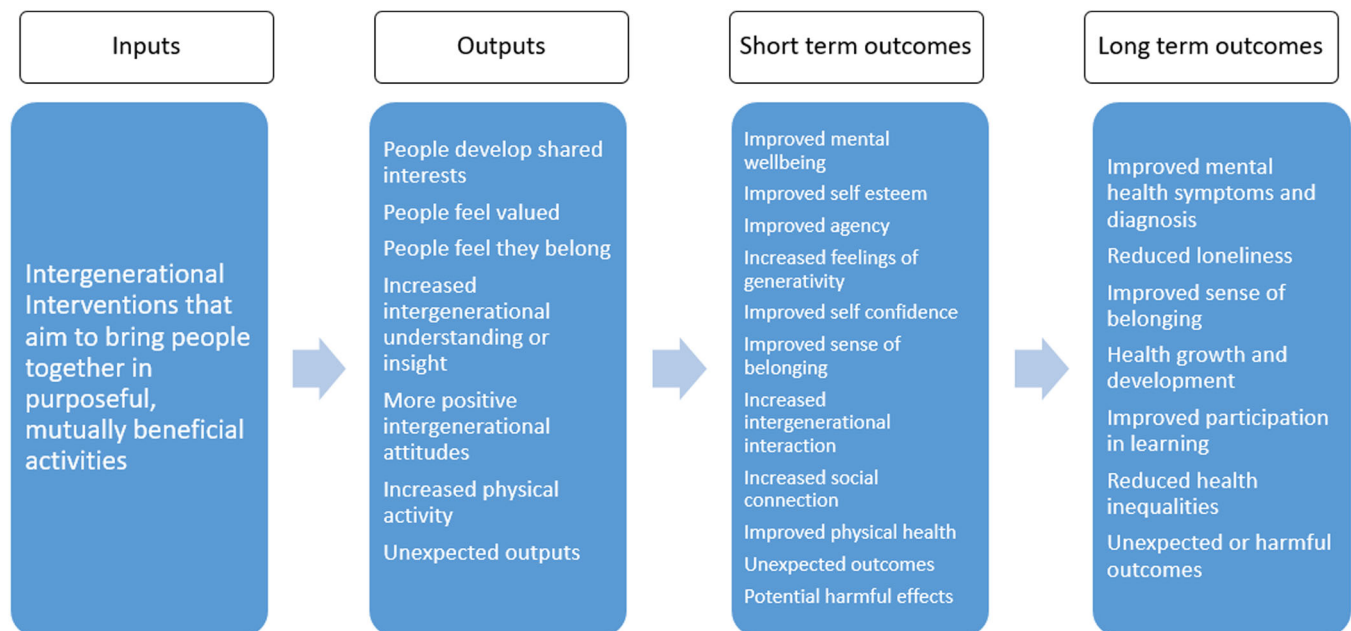 Inputs
Outputs
Short term outcomes
Long term outcomes
Intergenerational
Interventions that
aim to bring people
together in
purposeful,
mutually beneficial
activities
People develop shared
interests
People feel valued
People feel they belong
Increased
intergenerational
understanding or
insight
More positive
intergenerational
attitudes
Increased physical
activity
Unexpected outputs
Improved mental
wellbeing
Improved self esteem
Improved agency
Increased feelings of
generativity
Improved self confidence
Improved sense of
belonging
Increased
intergenerational
interaction
Increased social
connection
Improved physical health
Unexpected outcomes
Potential harmful effects
Improved mental
health symptoms and
diagnosis
Reduced loneliness
Improved sense of
belonging
Health growth and
development
Improved participation
in learning
Reduced health
inequalities
Unexpected or harmful
outcomes